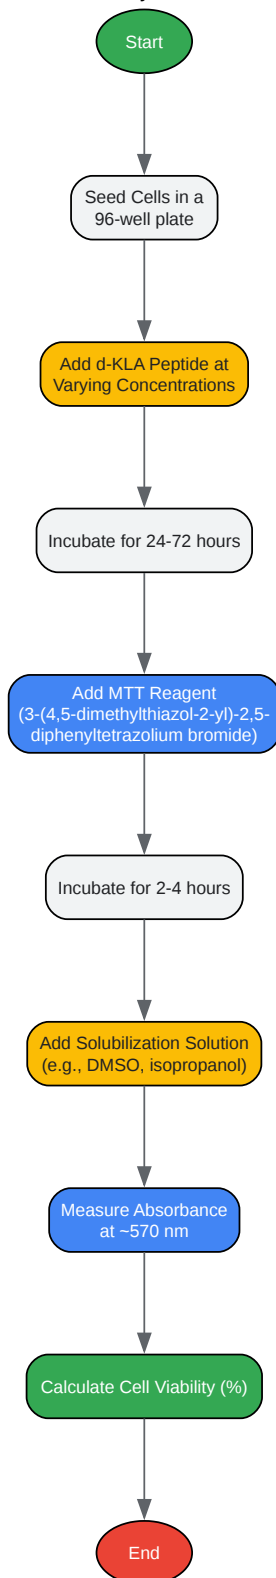 Start
Seed Cells in a
96-well plate
Add d-KLA Peptide at
Varying Concentrations
Incubate for 24-72 hours
Add MTT Reagent
(3-(4,5-dimethylthiazol-2-yl)-2,5-
diphenyltetrazolium bromide)
Incubate for 2-4 hours
Add Solubilization Solution
(e.g., DMSO, isopropanol)
Measure Absorbance
at ~570 nm
Calculate Cell Viability (%)
End